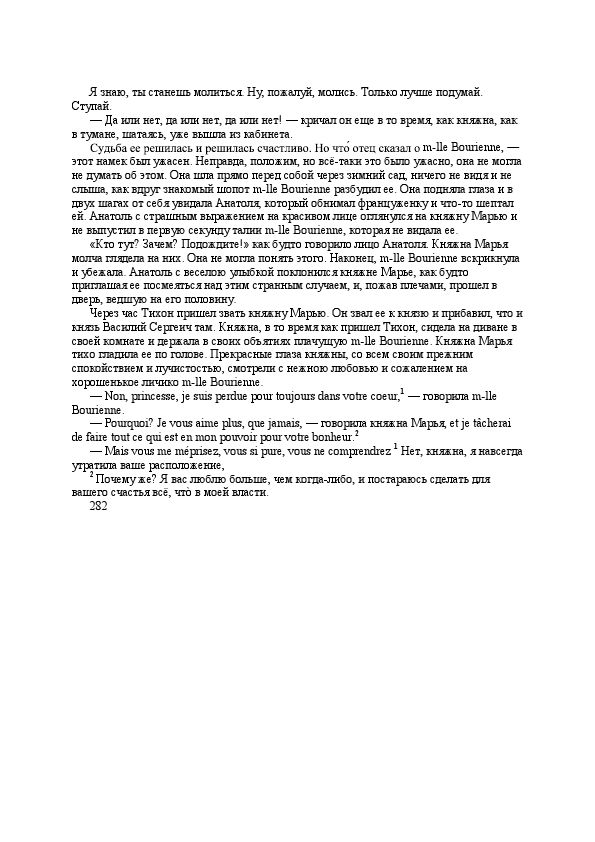 Я знаю, ты станешь молиться. Ну, пожалуй, молись. Только лучше подумай.
Ступай.
— Да или нет, да или нет, да или нет! — кричал он еще в то время, как княжна, как
в тумане, шатаясь, уже вышла из кабинета.
Судьба ее решилась и решилась счастливо. Но что́ отец сказал о m-lle Bourienne, —
этот намек был ужасен. Неправда, положим, но всё-таки это было ужасно, она не могла
не думать об этом. Она шла прямо перед собой через зимний сад, ничего не видя и не
слыша, как вдруг знакомый шопот m-lle Bourienne разбудил ее. Она подняла глаза и в
двух шагах от себя увидала Анатоля, который обнимал француженку и что-то шептал
ей. Анатоль с страшным выражением на красивом лице оглянулся на княжну Марью и
не выпустил в первую секунду талии m-lle Bourienne, которая не видала ее.
«Кто тут? Зачем? Подождите!» как будто говорило лицо Анатоля. Княжна Марья
молча глядела на них. Она не могла понять этого. Наконец, m-lle Bourienne вскрикнула
и убежала. Анатоль с веселою улыбкой поклонился княжне Марье, как будто
приглашая ее посмеяться над этим странным случаем, и, пожав плечами, прошел в
дверь, ведшую на его половину.
Через час Тихон пришел звать княжну Марью. Он звал ее к князю и прибавил, что и
князь Василий Сергеич там. Княжна, в то время как пришел Тихон, сидела на диване в
своей комнате и держала в своих объятиях плачущую m-lle Bourienne. Княжна Марья
тихо гладила ее по голове. Прекрасные глаза княжны, со всем своим прежним
спокойствием и лучистостью, смотрели с нежною любовью и сожалением на
хорошенькое личико m-lle Bourienne.
— Non, princesse, je suis perdue pour toujours dans votre coeur,1 — говорила m-lle
Bourienne.
— Pourquoi? Je vous aime plus, que jamais, — говорила княжна Марья, et je tâcherai
de faire tout ce qui est en mon pouvoir pour votre bonheur.2
— Mais vous me méprisez, vous si pure, vous ne comprendrez 1 Нет, княжна, я навсегда
утратила ваше расположение,
2 Почему же? Я вас люблю больше, чем когда-либо, и постараюсь сделать для
вашего счастья всё, что̀ в моей власти.
282